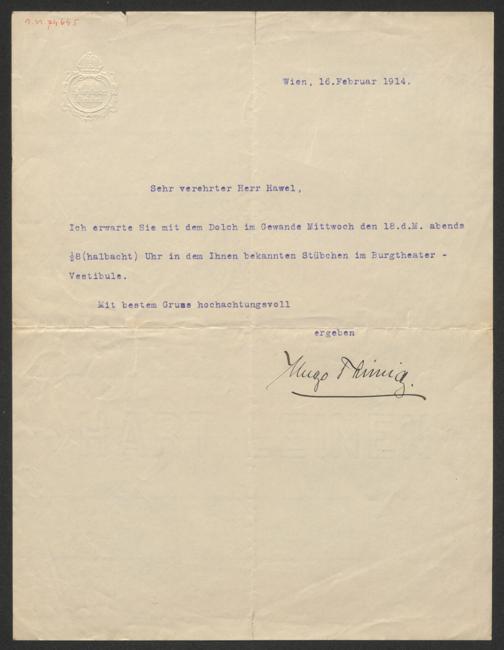 Wien, 16.Februar 1914.
Sehr verehrter Herr Hawel,
Ich erwarte Sie mit dem Dolch im Gewande Mittwoch den 18.d.M. abends
½8(halbacht) Uhr in dem Ihnen bekannten Stübchen im Burgtheater -
Vestibule.
Mit bestem Gruss hochachtungsvoll
ergeben
Hugo Thimig.